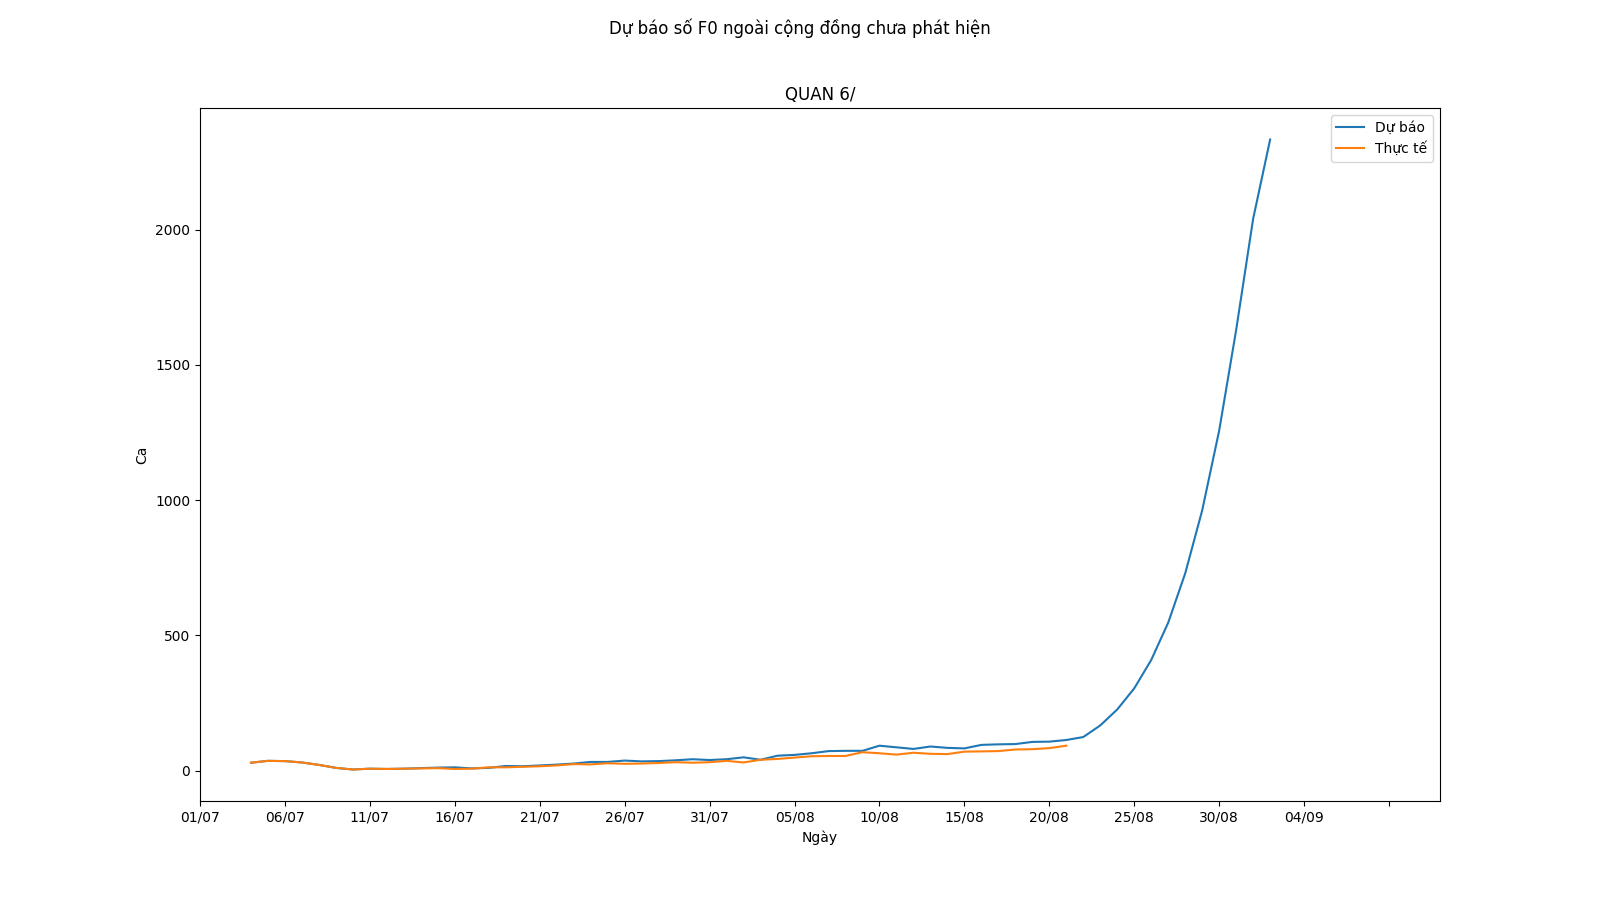 Dự báo số F0 ngoài cộng đồng chưa phát hiện
QUAN 6/
Dự báo
Thực tế
2000
1500
1000
500
0
Ca
01/07 06/07 11/07 16/07 21/07 26/07 31/07 05/08 10/08 15/08 20/08 25/08 30/08 04/09
Ngày